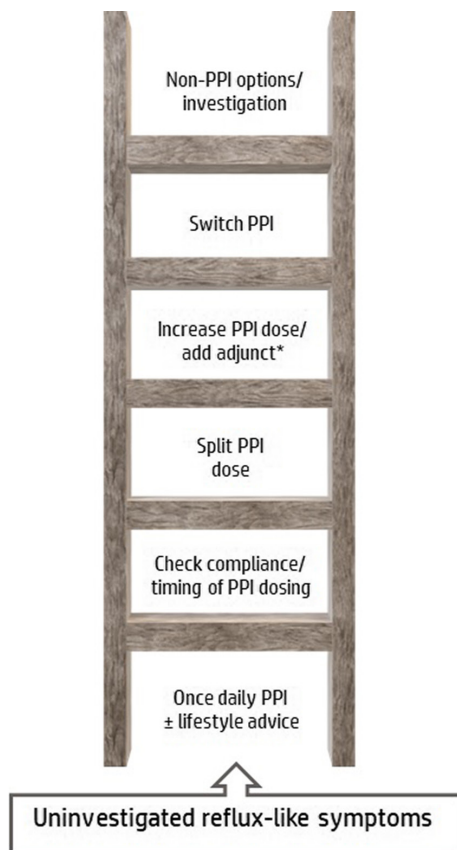 Non-PPI options/
investigation
Switch PPI
Increase PPI dose/
add adjunct*
Split PPI
dose
Check compliance/
timing of PPI dosing
Once daily PPI
± lifestyle advice
Uninvestigated reflux-like symptoms